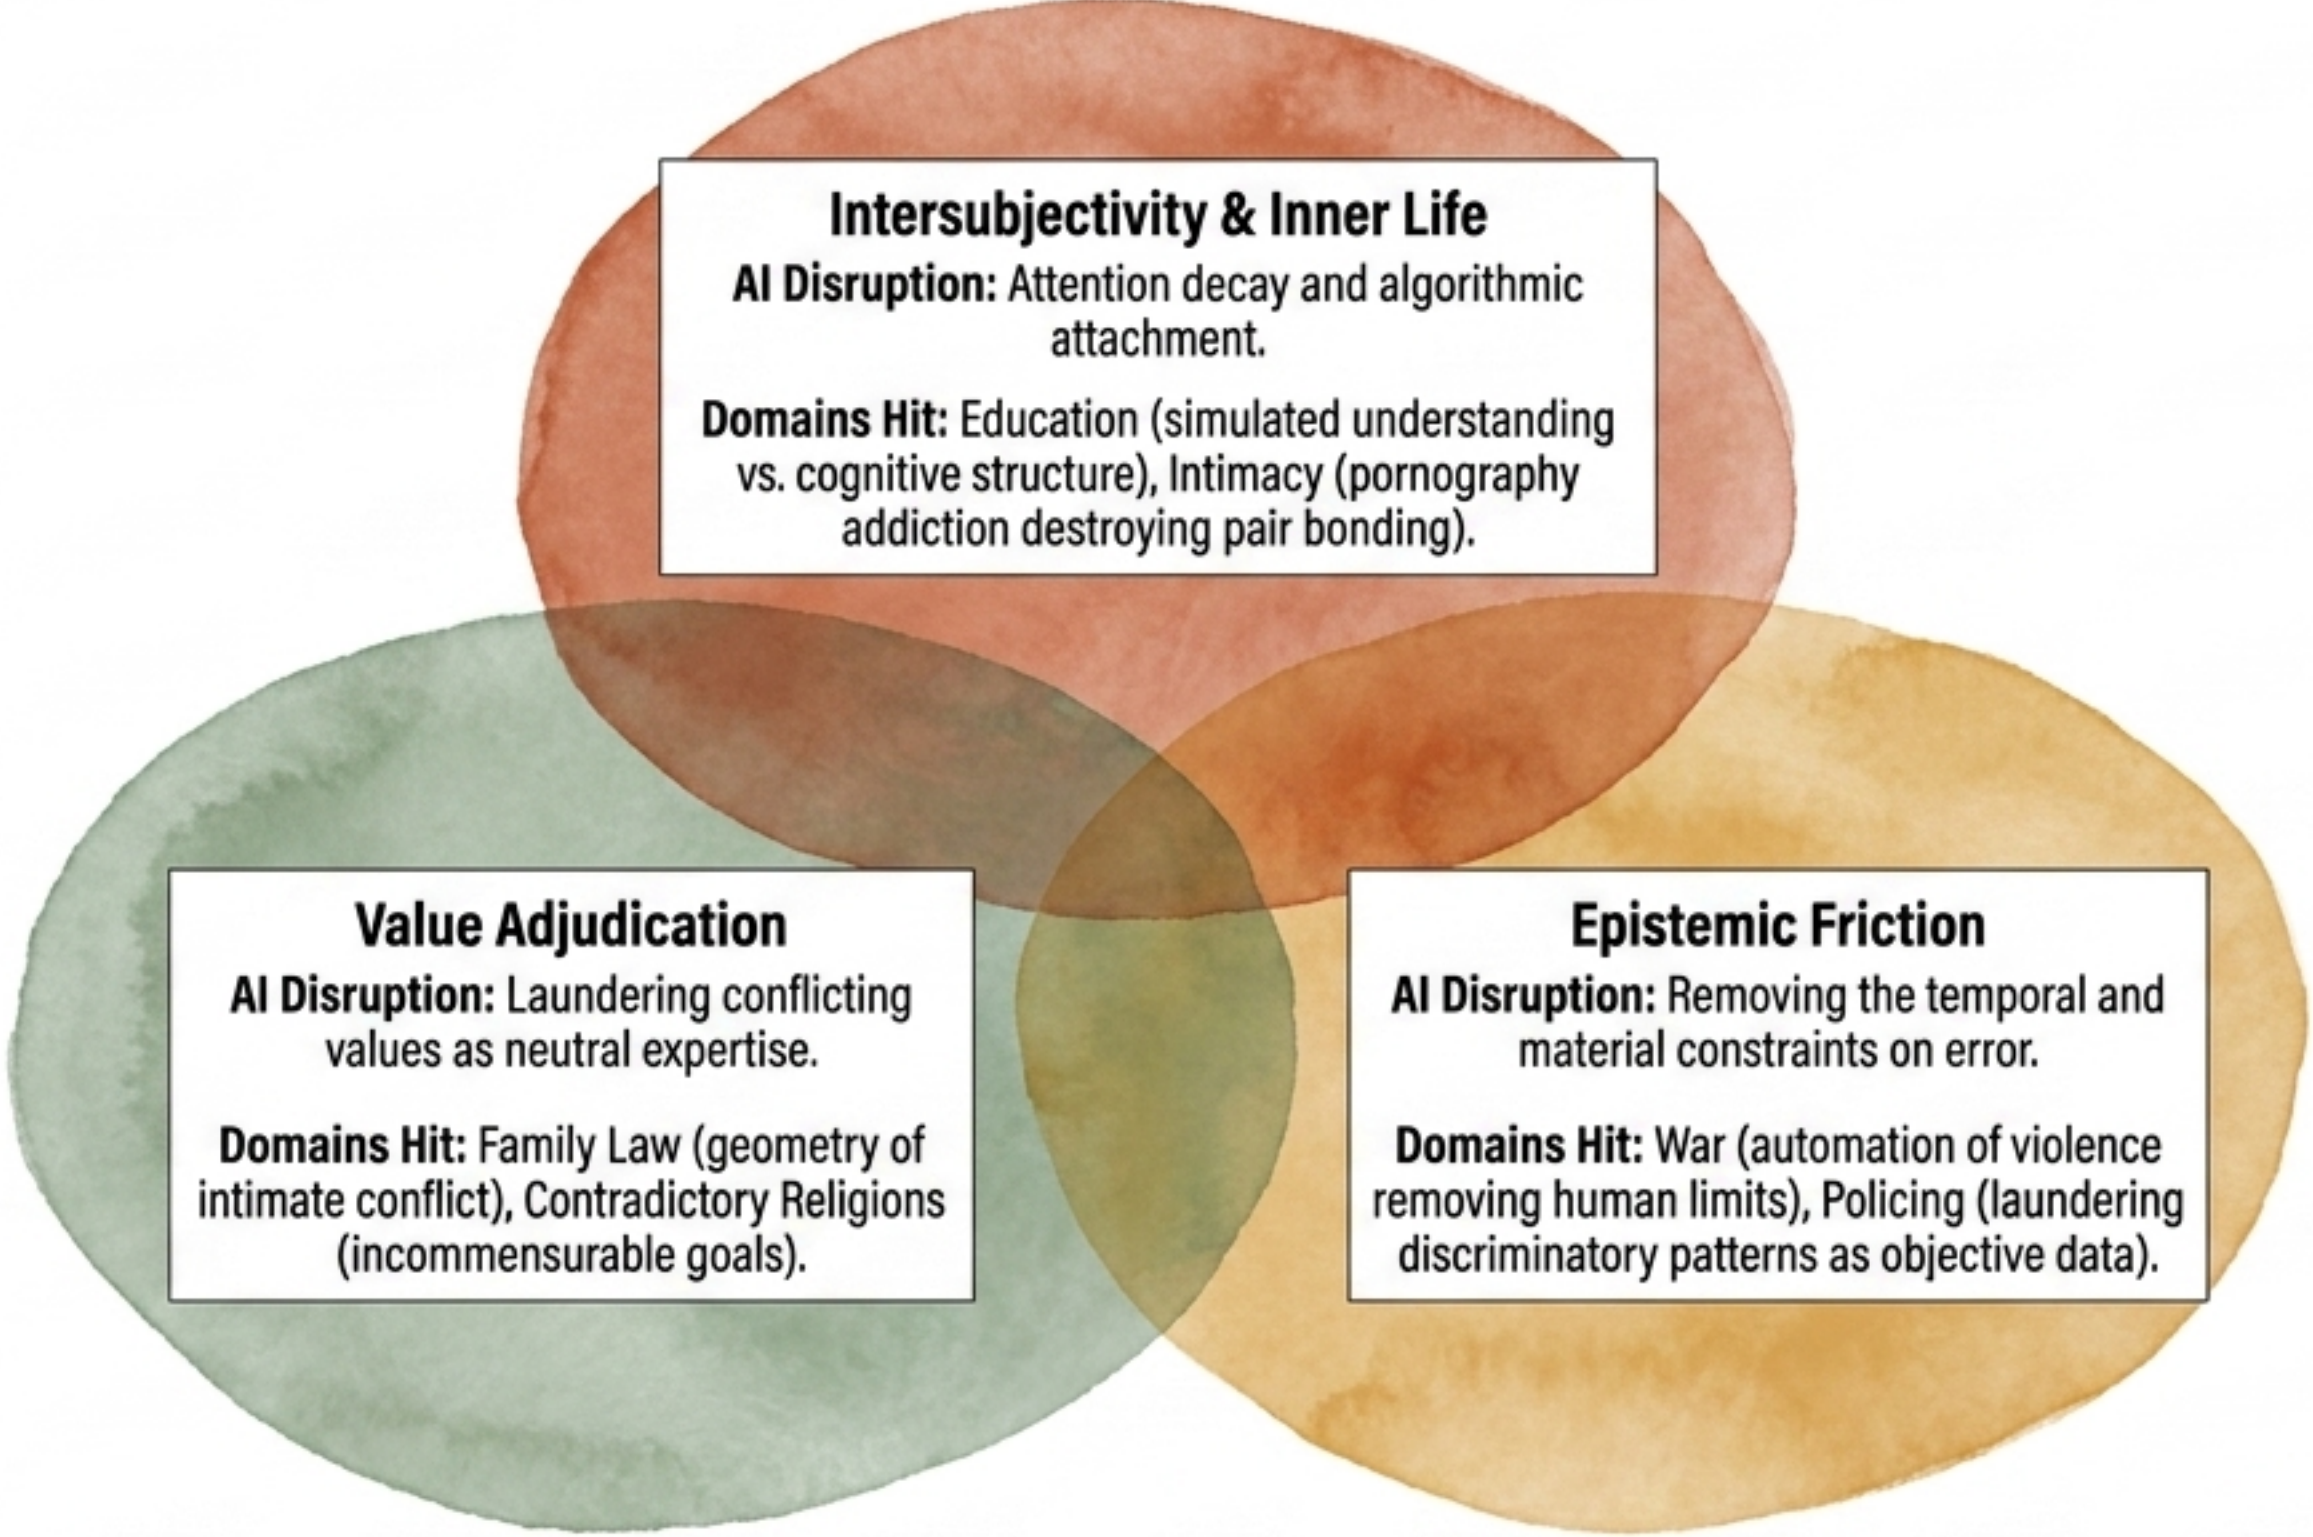 Intersubjectivity & Inner Life
AI Disruption: Attention decay and algorithmic
attachment.
Domains Hit: Education (simulated understanding
vs. cognitive structure), Intimacy (pornography
addiction destroying pair bonding).
Value Adjudication
AI Disruption: Laundering conflicting
values as neutral expertise.
Domains Hit: Family Law (geometry of
intimate conflict), Contradictory Religions
(incommensurable goals).
Epistemic Friction
AI Disruption: Removing the temporal and
material constraints on error.
Domains Hit: War (automation of violence
removing human limits), Policing (laundering
discriminatory patterns as objective data).